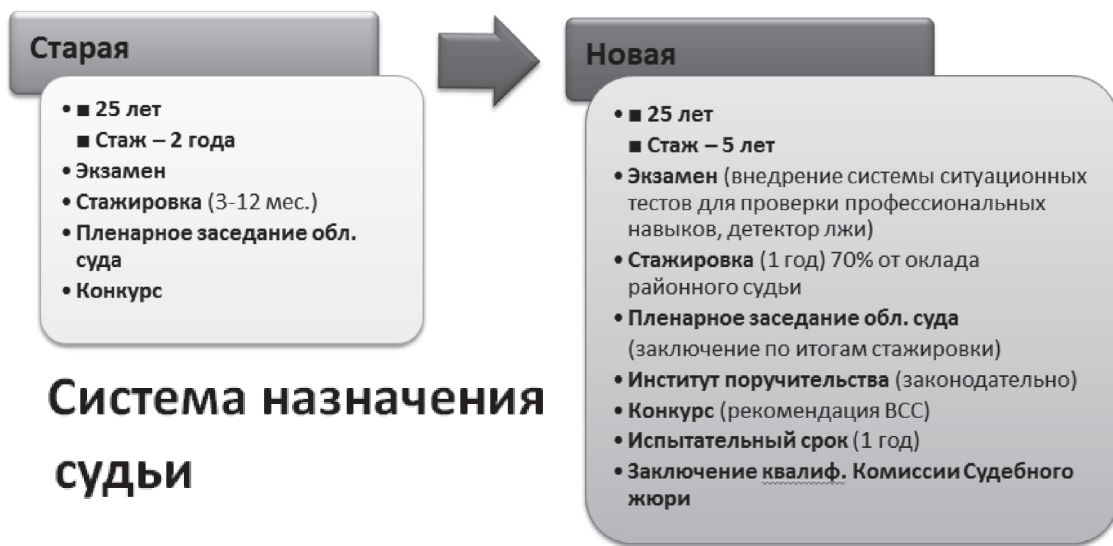 Старая
• ■ 25 лет
■ Стаж – 2 года
• Экзамен
• Стажировка (3-12 мес.)
• Пленарное заседание обл.
суда
• Конкурс
Система назначения
судьи
Новая
• ■ 25 лет
■ Стаж – 5 лет
• Экзамен (внедрение системы ситуационных
тестов для проверки профессиональных
навыков, детектор лжи)
• Стажировка (1 год) 70% от оклада
районного судьи
• Пленарное заседание обл. суда
(заключение по итогам стажировки)
• Институт поручительства (законодательно)
• Конкурс (рекомендация ВСС)
• Испытательный срок (1 год)
• Заключение квалиф. Комиссии Судебного
жюри